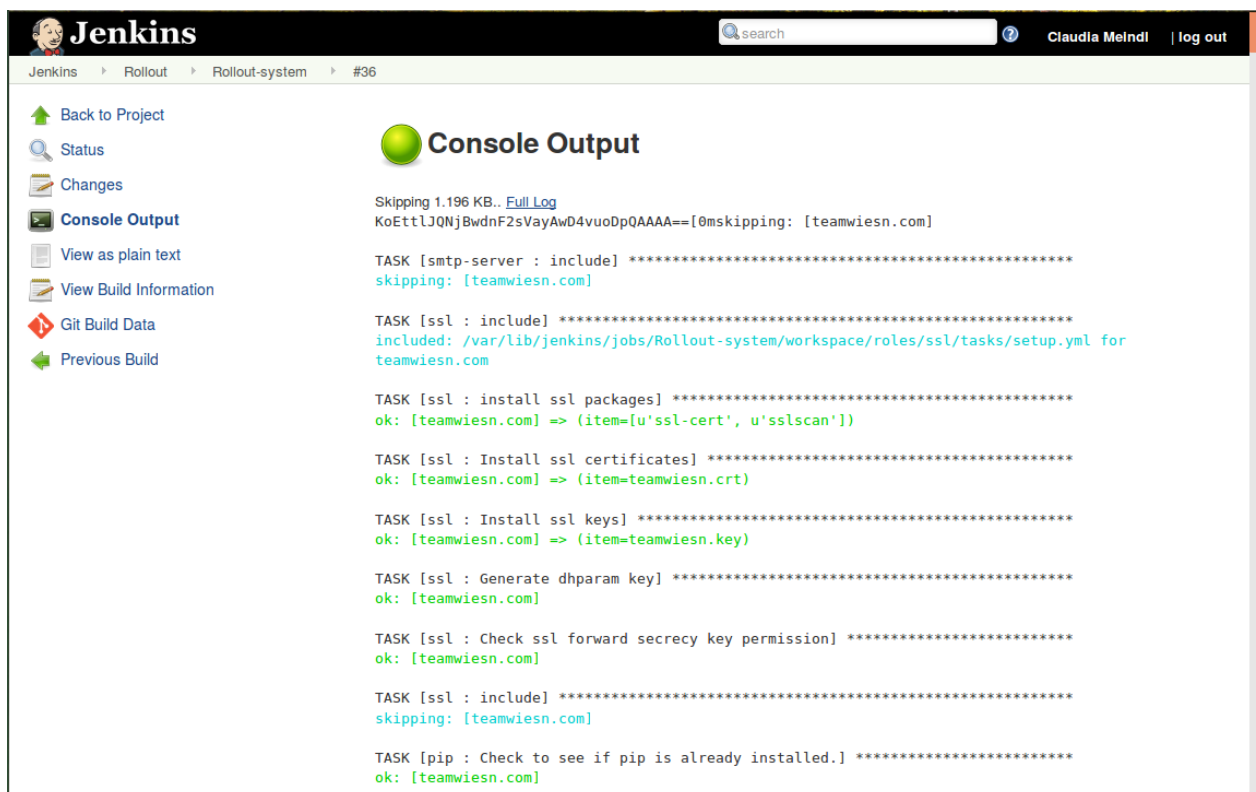 Jenkins
search
Claudia Meindl | log out
Jenkins Rollout Rollout-system #36
Back to Project
Status
Changes
Console Output
View as plain text
View Build Information
Git Build Data
Previous Build
Console Output
Skipping 1.196 KB.. Full Log
KoEttlJQNjBwdnF2sVayAwD4vuoDpQAAAA==[0mskipping: [teamwiesn.com]
TASK [smtp-server : include] ***************************************************
skipping: [teamwiesn.com]
TASK [ssl : include] ***********************************************************
included: /var/lib/jenkins/jobs/Rollout-system/workspace/roles/ssl/tasks/setup.yml for
teamwiesn.com
TASK [ssl : install ssl packages] **********************************************
ok: [teamwiesn.com] => (item=[u'ssl-cert', u'sslscan'])
TASK [ssl : Install ssl certificates] ******************************************
ok: [teamwiesn.com] => (item=teamwiesn.crt)
TASK [ssl : Install ssl keys] **************************************************
ok: [teamwiesn.com] => (item=teamwiesn.key)
TASK [ssl : Generate dhparam key] **********************************************
ok: [teamwiesn.com]
TASK [ssl : Check ssl forward secrecy key permission] **************************
ok: [teamwiesn.com]
TASK [ssl : include] ***********************************************************
skipping: [teamwiesn.com]
TASK [pip : Check to see if pip is already installed.] *************************
ok: [teamwiesn.com]